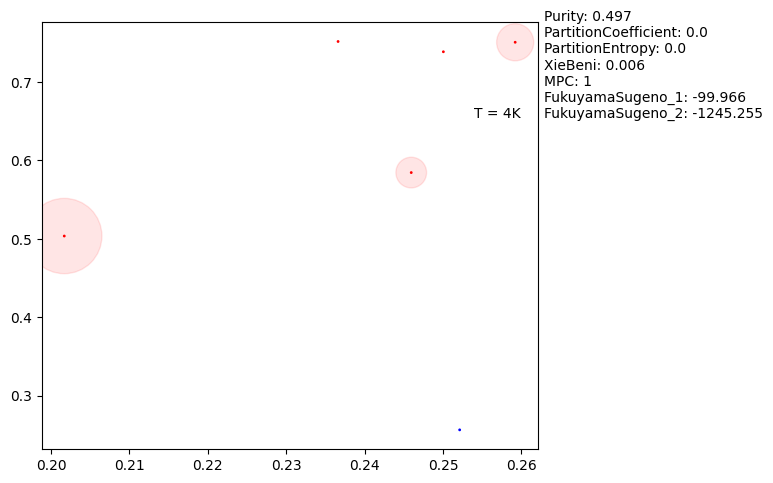 Purity: 0.497
PartitionCoefficient: 0.0
PartitionEntropy: 0.0
XieBeni: 0.006
MPC: 1
FukuyamaSugeno_1: -99.966
FukuyamaSugeno_2: -1245.255
T = 4K
0.7
0.6
0.5
0.4
0.3
0.20 0.21 0.22 0.23 0.24 0.25 0.26